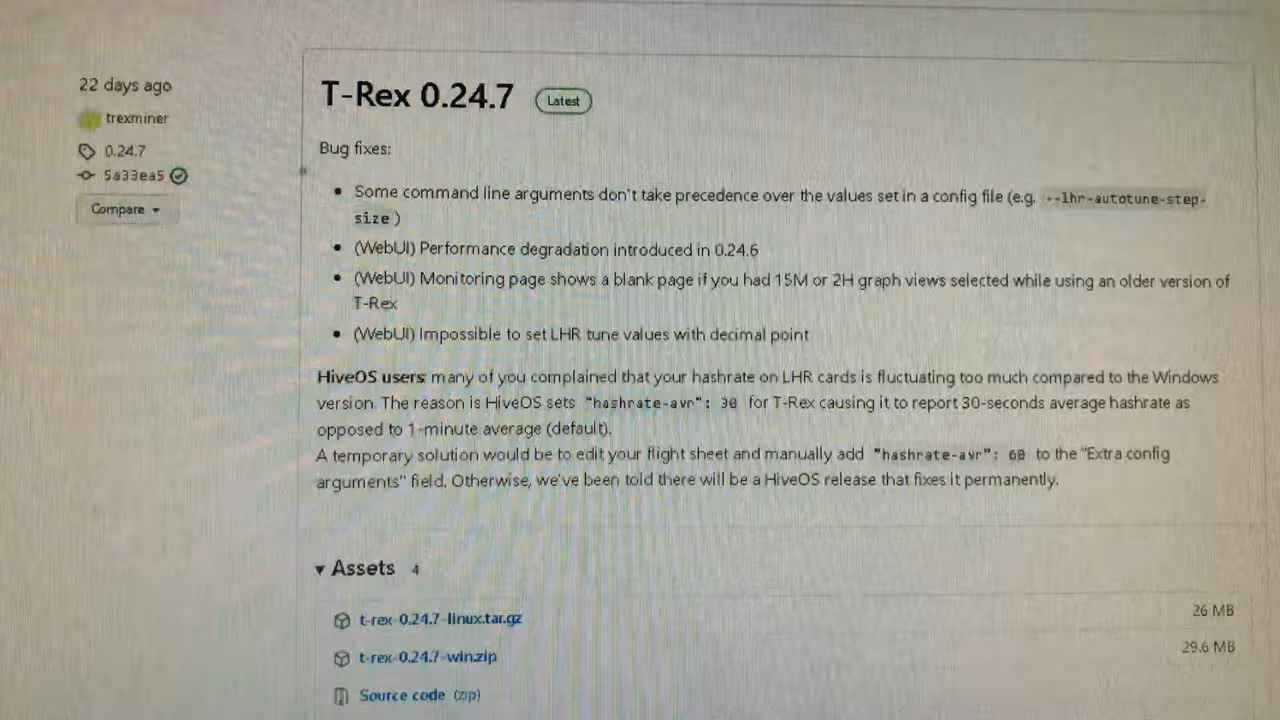 22 days ago
trexminer
0.24.7
5a33ea5
Compare
T-Rex 0.24.7 Latest
Bug fixes:
Some command line arguments don't take precedence over the values set in a config file (e.g. --lhr-autotune-step-
size )
(WebUI) Performance degradation introduced in 0.24.6
(WebUI) Monitoring page shows a blank page if you had 15M or 2H graph views selected while using an older version of
T-Rex
(WebUI) Impossible to set LHR tune values with decimal point
HiveOS users: many of you complained that your hashrate on LHR cards is fluctuating too much compared to the Windows
version. The reason is HiveOS sets "hashrate-avr": 30 for T-Rex causing it to report 30-seconds average hashrate as
opposed to 1-minute average (default).
A temporary solution would be to edit your flight sheet and manually add "hashrate-avr": 60 to the "Extra config
arguments" field. Otherwise, we've been told there will be a HiveOS release that fixes it permanently.
Assets 4
t-rex-0.24.7-linux.tar.gz 26 MB
t-rex-0.24.7-win.zip 29.6 MB
Source code (zip)